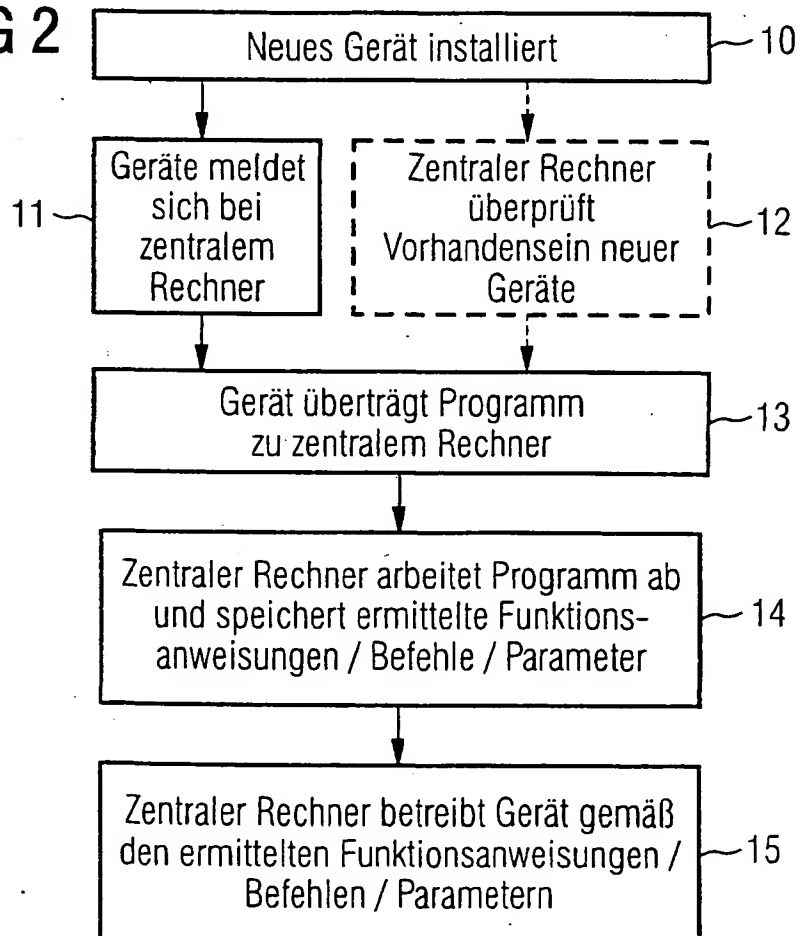 G 2
Neues Gerät installiert
10
Geräte meldet
sich bei
zentralem
Rechner
11
Zentraler Rechner
überprüft
Vorhandensein neuer
Geräte
12
Gerät überträgt Programm
zu zentralem Rechner
13
Zentraler Rechner arbeitet Programm ab
und speichert ermittelte Funktions-
anweisungen / Befehle / Parameter
14
Zentraler Rechner betreibt Gerät gemäß
den ermittelten Funktionsanweisungen /
Befehlen / Parametern
15